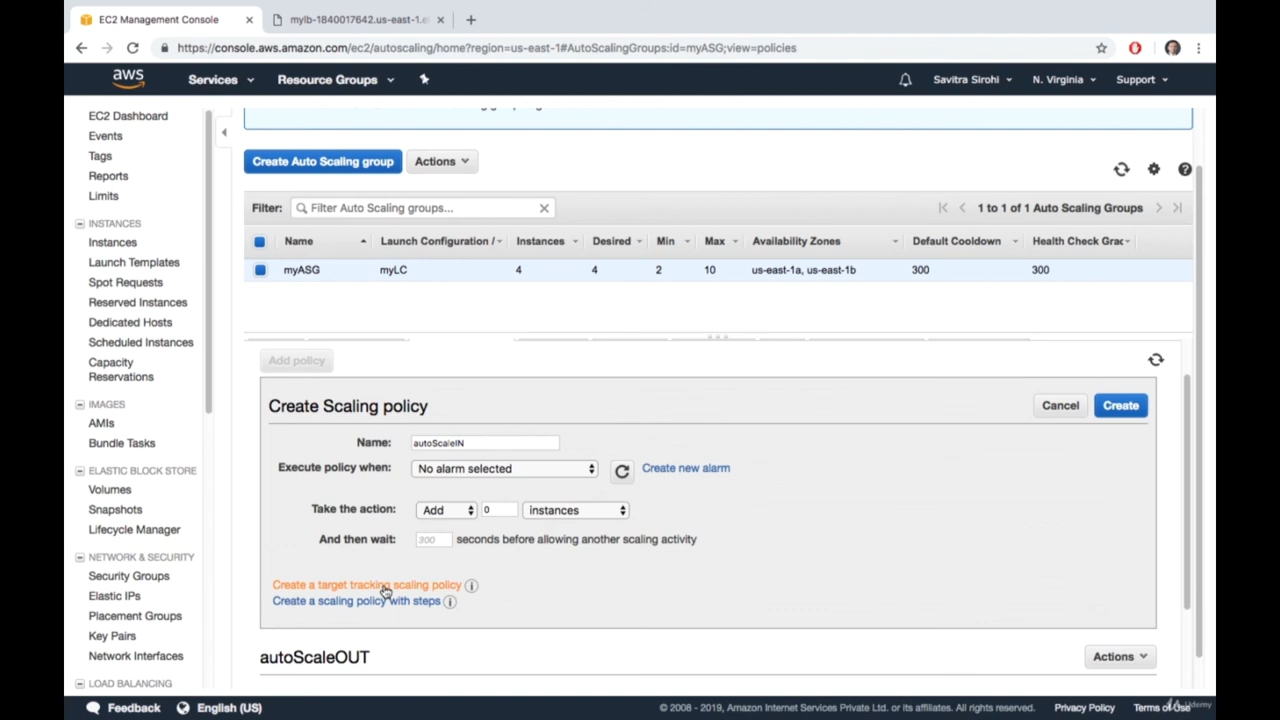 EC2 Management Console
mylb-1840017642.us-east-1.e
https://console.aws.amazon.com/ec2/autoscaling/home?region=us-east-1#AutoScalingGroups:id=myASG;view=policies
aws Services Resource Groups Savitra Sirohi N. Virginia Support
EC2 Dashboard
Events
Tags
Reports
Limits
INSTANCES
Instances
Launch Templates
Spot Requests
Reserved Instances
Dedicated Hosts
Scheduled Instances
Capacity
Reservations
IMAGES
AMIs
Bundle Tasks
ELASTIC BLOCK STORE
Volumes
Snapshots
Lifecycle Manager
NETWORK & SECURITY
Security Groups
Elastic IPs
Placement Groups
Key Pairs
Network Interfaces
LOAD BALANCING
Create Auto Scaling group Actions
Filter: Filter Auto Scaling groups... 1 to 1 of 1 Auto Scaling Groups
Name Launch Configuration / Instances Desired Min Max Availability Zones Default Cooldown Health Check Grac
myASG myLC 4 4 2 10 us-east-1a, us-east-1b 300 300
Add policy
Create Scaling policy Cancel Create
Name: autoScaleIN
Execute policy when: No alarm selected Create new alarm
Take the action: Add 0 instances
And then wait: 300 seconds before allowing another scaling activity
Create a target tracking scaling policy
Create a scaling policy with steps
autoScaleOUT Actions
Feedback English (US) © 2008 - 2019, Amazon Internet Services Private Ltd. or its affiliates. All rights reserved. Privacy Policy Terms of Use
Udemy